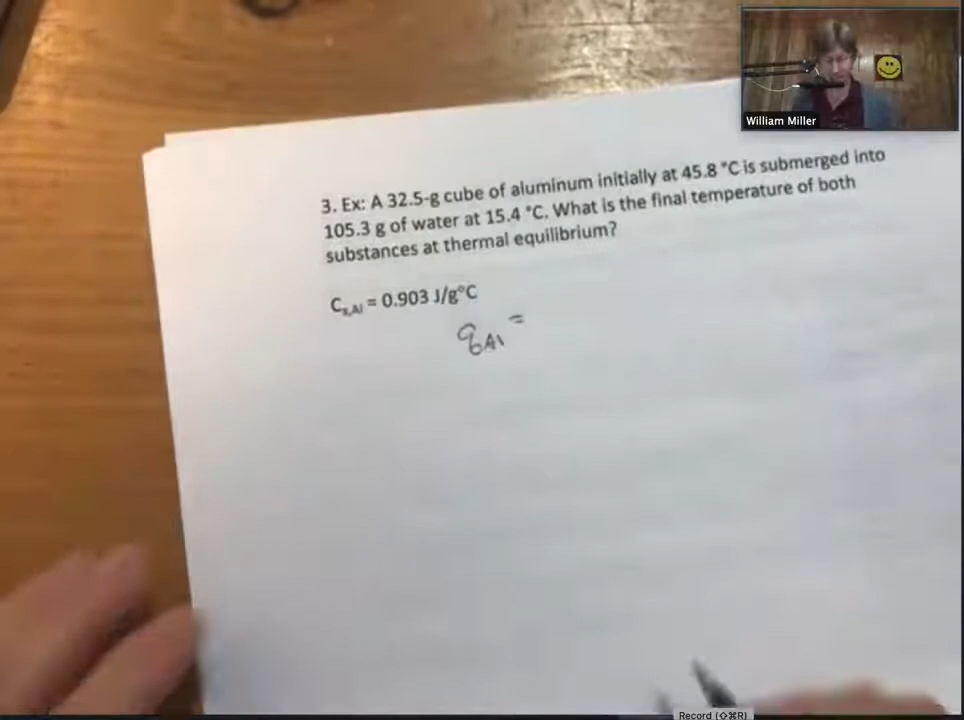 William Miller
3. Ex: A 32.5-g cube of aluminum initially at 45.8 °C is submerged into
105.3 g of water at 15.4 °C. What is the final temperature of both
substances at thermal equilibrium?
Cs,Al = 0.903 J/g°C
qAl =
Record (⇧⌘R)